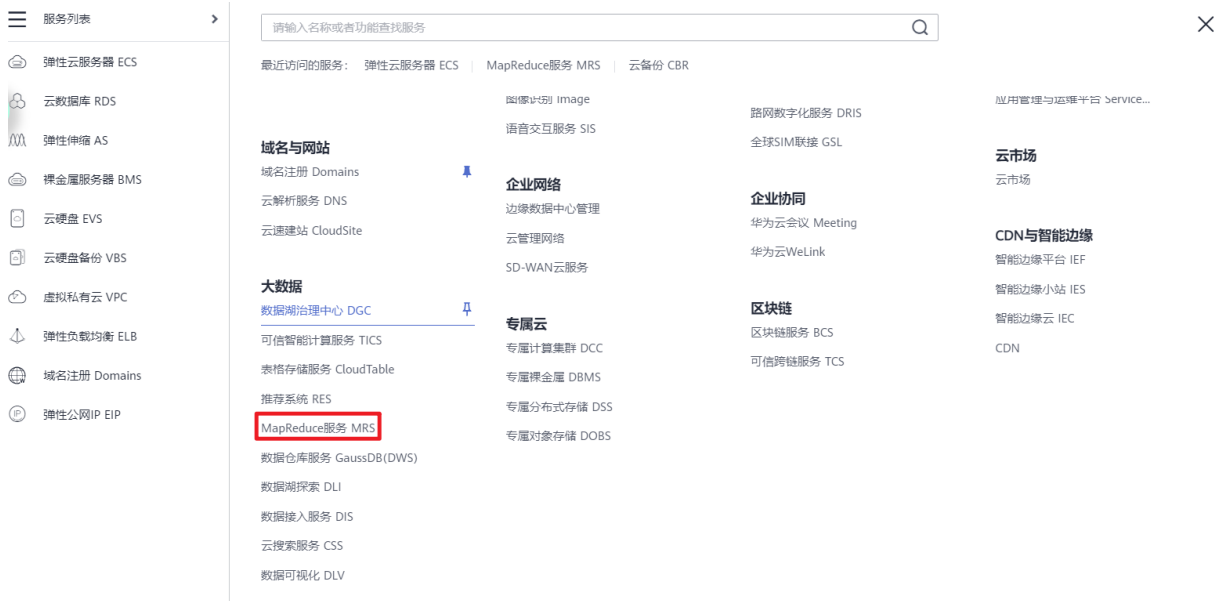 服务列表
弹性云服务器 ECS
云数据库 RDS
弹性伸缩 AS
裸金属服务器 BMS
云硬盘 EVS
云硬盘备份 VBS
虚拟私有云 VPC
弹性负载均衡 ELB
域名注册 Domains
弹性公网IP EIP
请输入名称或者功能查找服务
最近访问的服务： 弹性云服务器 ECS | MapReduce服务 MRS | 云备份 CBR
域名与网站
域名注册 Domains
云解析服务 DNS
云速建站 CloudSite
大数据
数据湖治理中心 DGC
可信智能计算服务 TICS
表格存储服务 CloudTable
推荐系统 RES
MapReduce服务 MRS
数据仓库服务 GaussDB(DWS)
数据湖探索 DLI
数据接入服务 DIS
云搜索服务 CSS
数据可视化 DLV
图像识别 Image
语音交互服务 SIS
企业网络
边缘数据中心管理
云管理网络
SD-WAN云服务
专属云
专属计算集群 DCC
专属裸金属 DBMS
专属分布式存储 DSS
专属对象存储 DOBS
路网数字化服务 DRIS
全球SIM联接 GSL
企业协同
华为云会议 Meeting
华为云WeLink
区块链
区块链服务 BCS
可信跨链服务 TCS
应用管理与运维平台 Service...
云市场
云市场
CDN与智能边缘
智能边缘平台 IEF
智能边缘小站 IES
智能边缘云 IEC
CDN